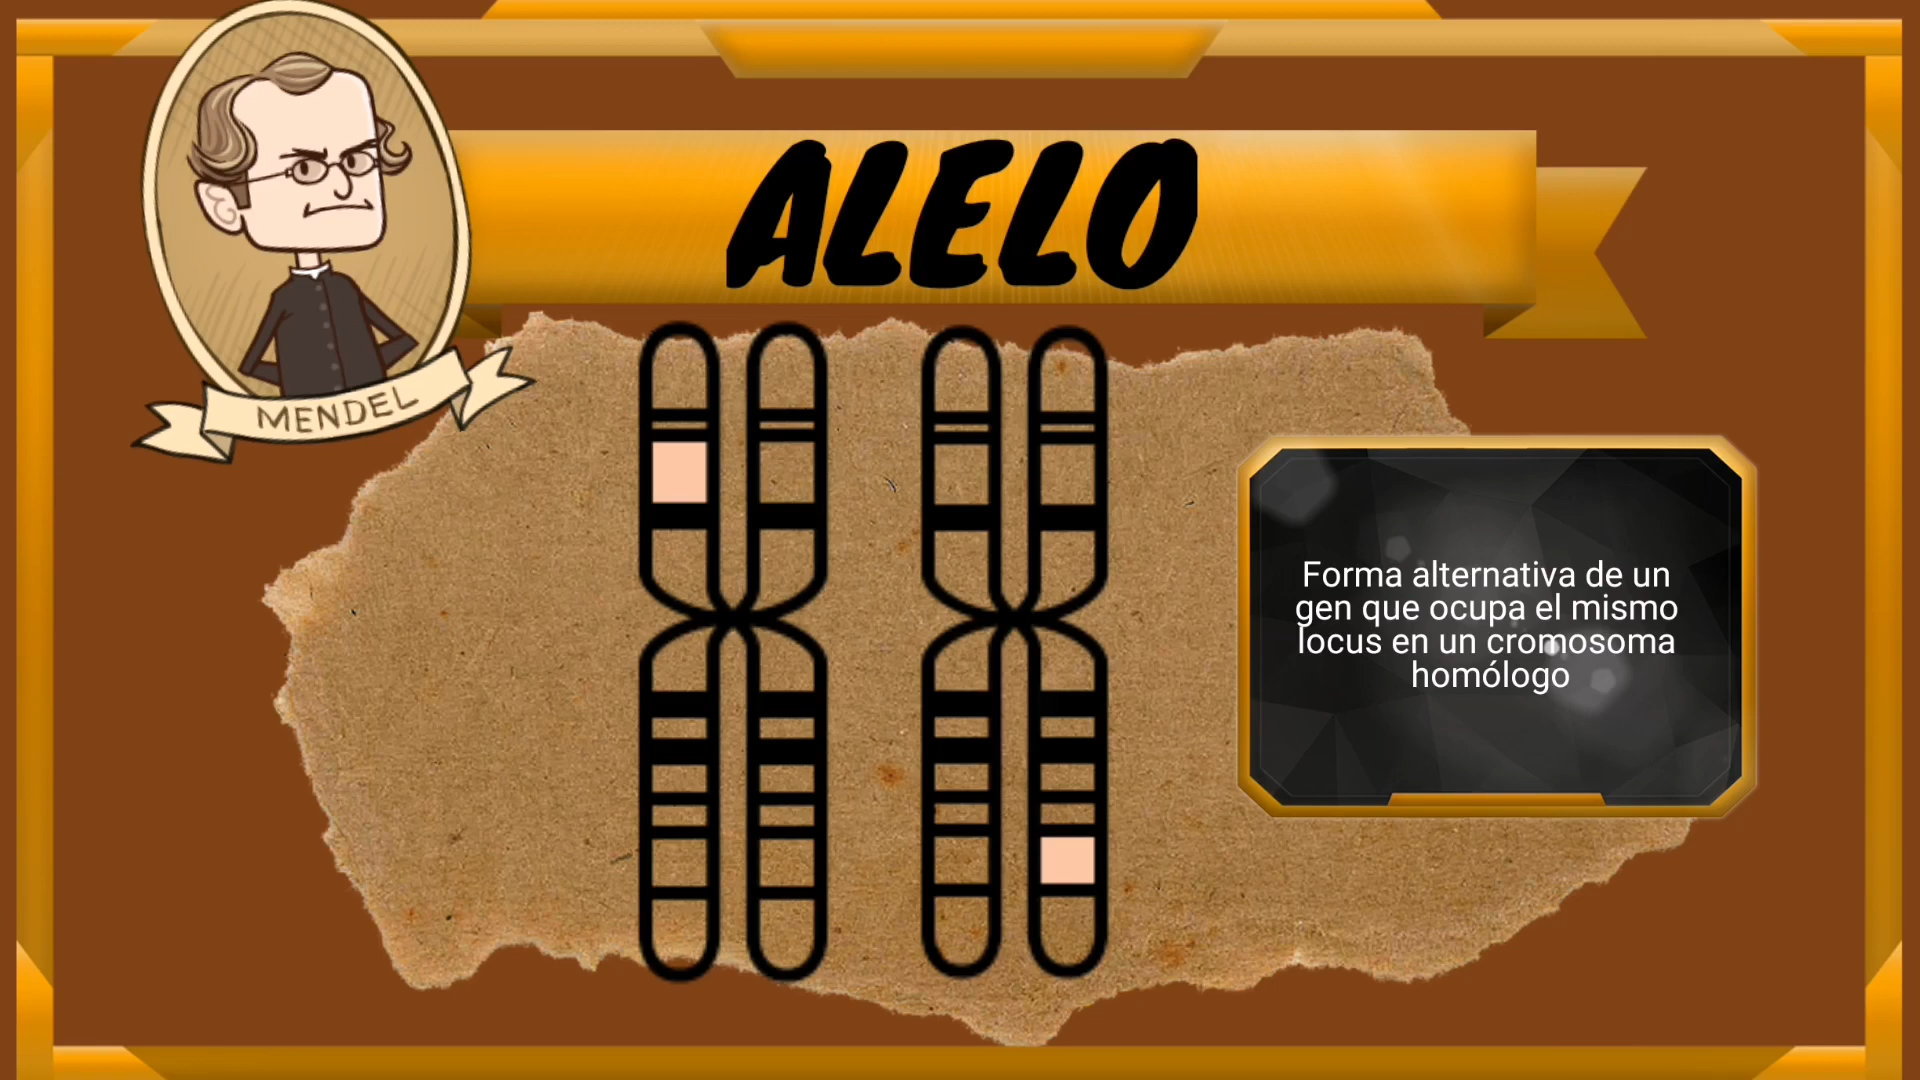 ALELO
MENDEL
Forma alternativa de un
gen que ocupa el mismo
locus en un cromosoma
homólogo